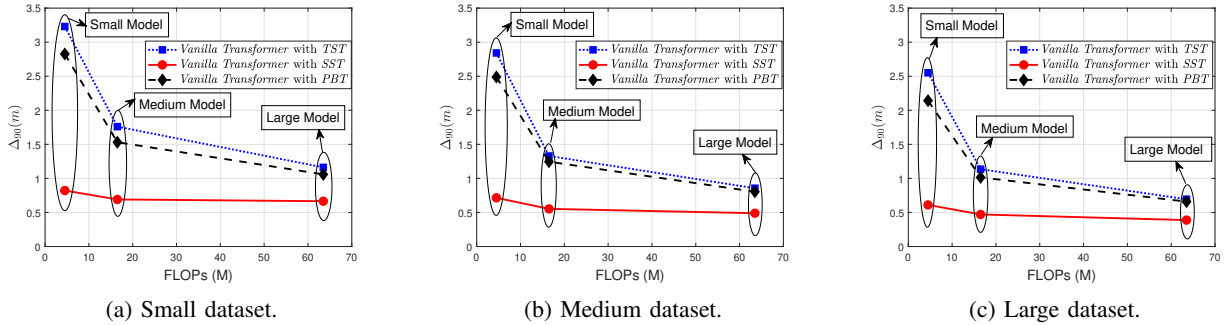 Small Model
Vanilla Transformer with TST
Vanilla Transformer with SST
Vanilla Transformer with PBT
Medium Model
Large Model
Δ90(m)
4
3.5
3
2.5
2
1.5
1
0.5
0
0 10 20 30 40 50 60 70
FLOPs (M)
(a) Small dataset.
Small Model
Vanilla Transformer with TST
Vanilla Transformer with SST
Vanilla Transformer with PBT
Medium Model
Large Model
Δ90(m)
3.5
3
2.5
2
1.5
1
0.5
0
0 10 20 30 40 50 60 70
FLOPs (M)
(b) Medium dataset.
Small Model
Vanilla Transformer with TST
Vanilla Transformer with SST
Vanilla Transformer with PBT
Medium Model
Large Model
Δ90(m)
3.5
3
2.5
2
1.5
1
0.5
0
0 10 20 30 40 50 60 70
FLOPs (M)
(c) Large dataset.